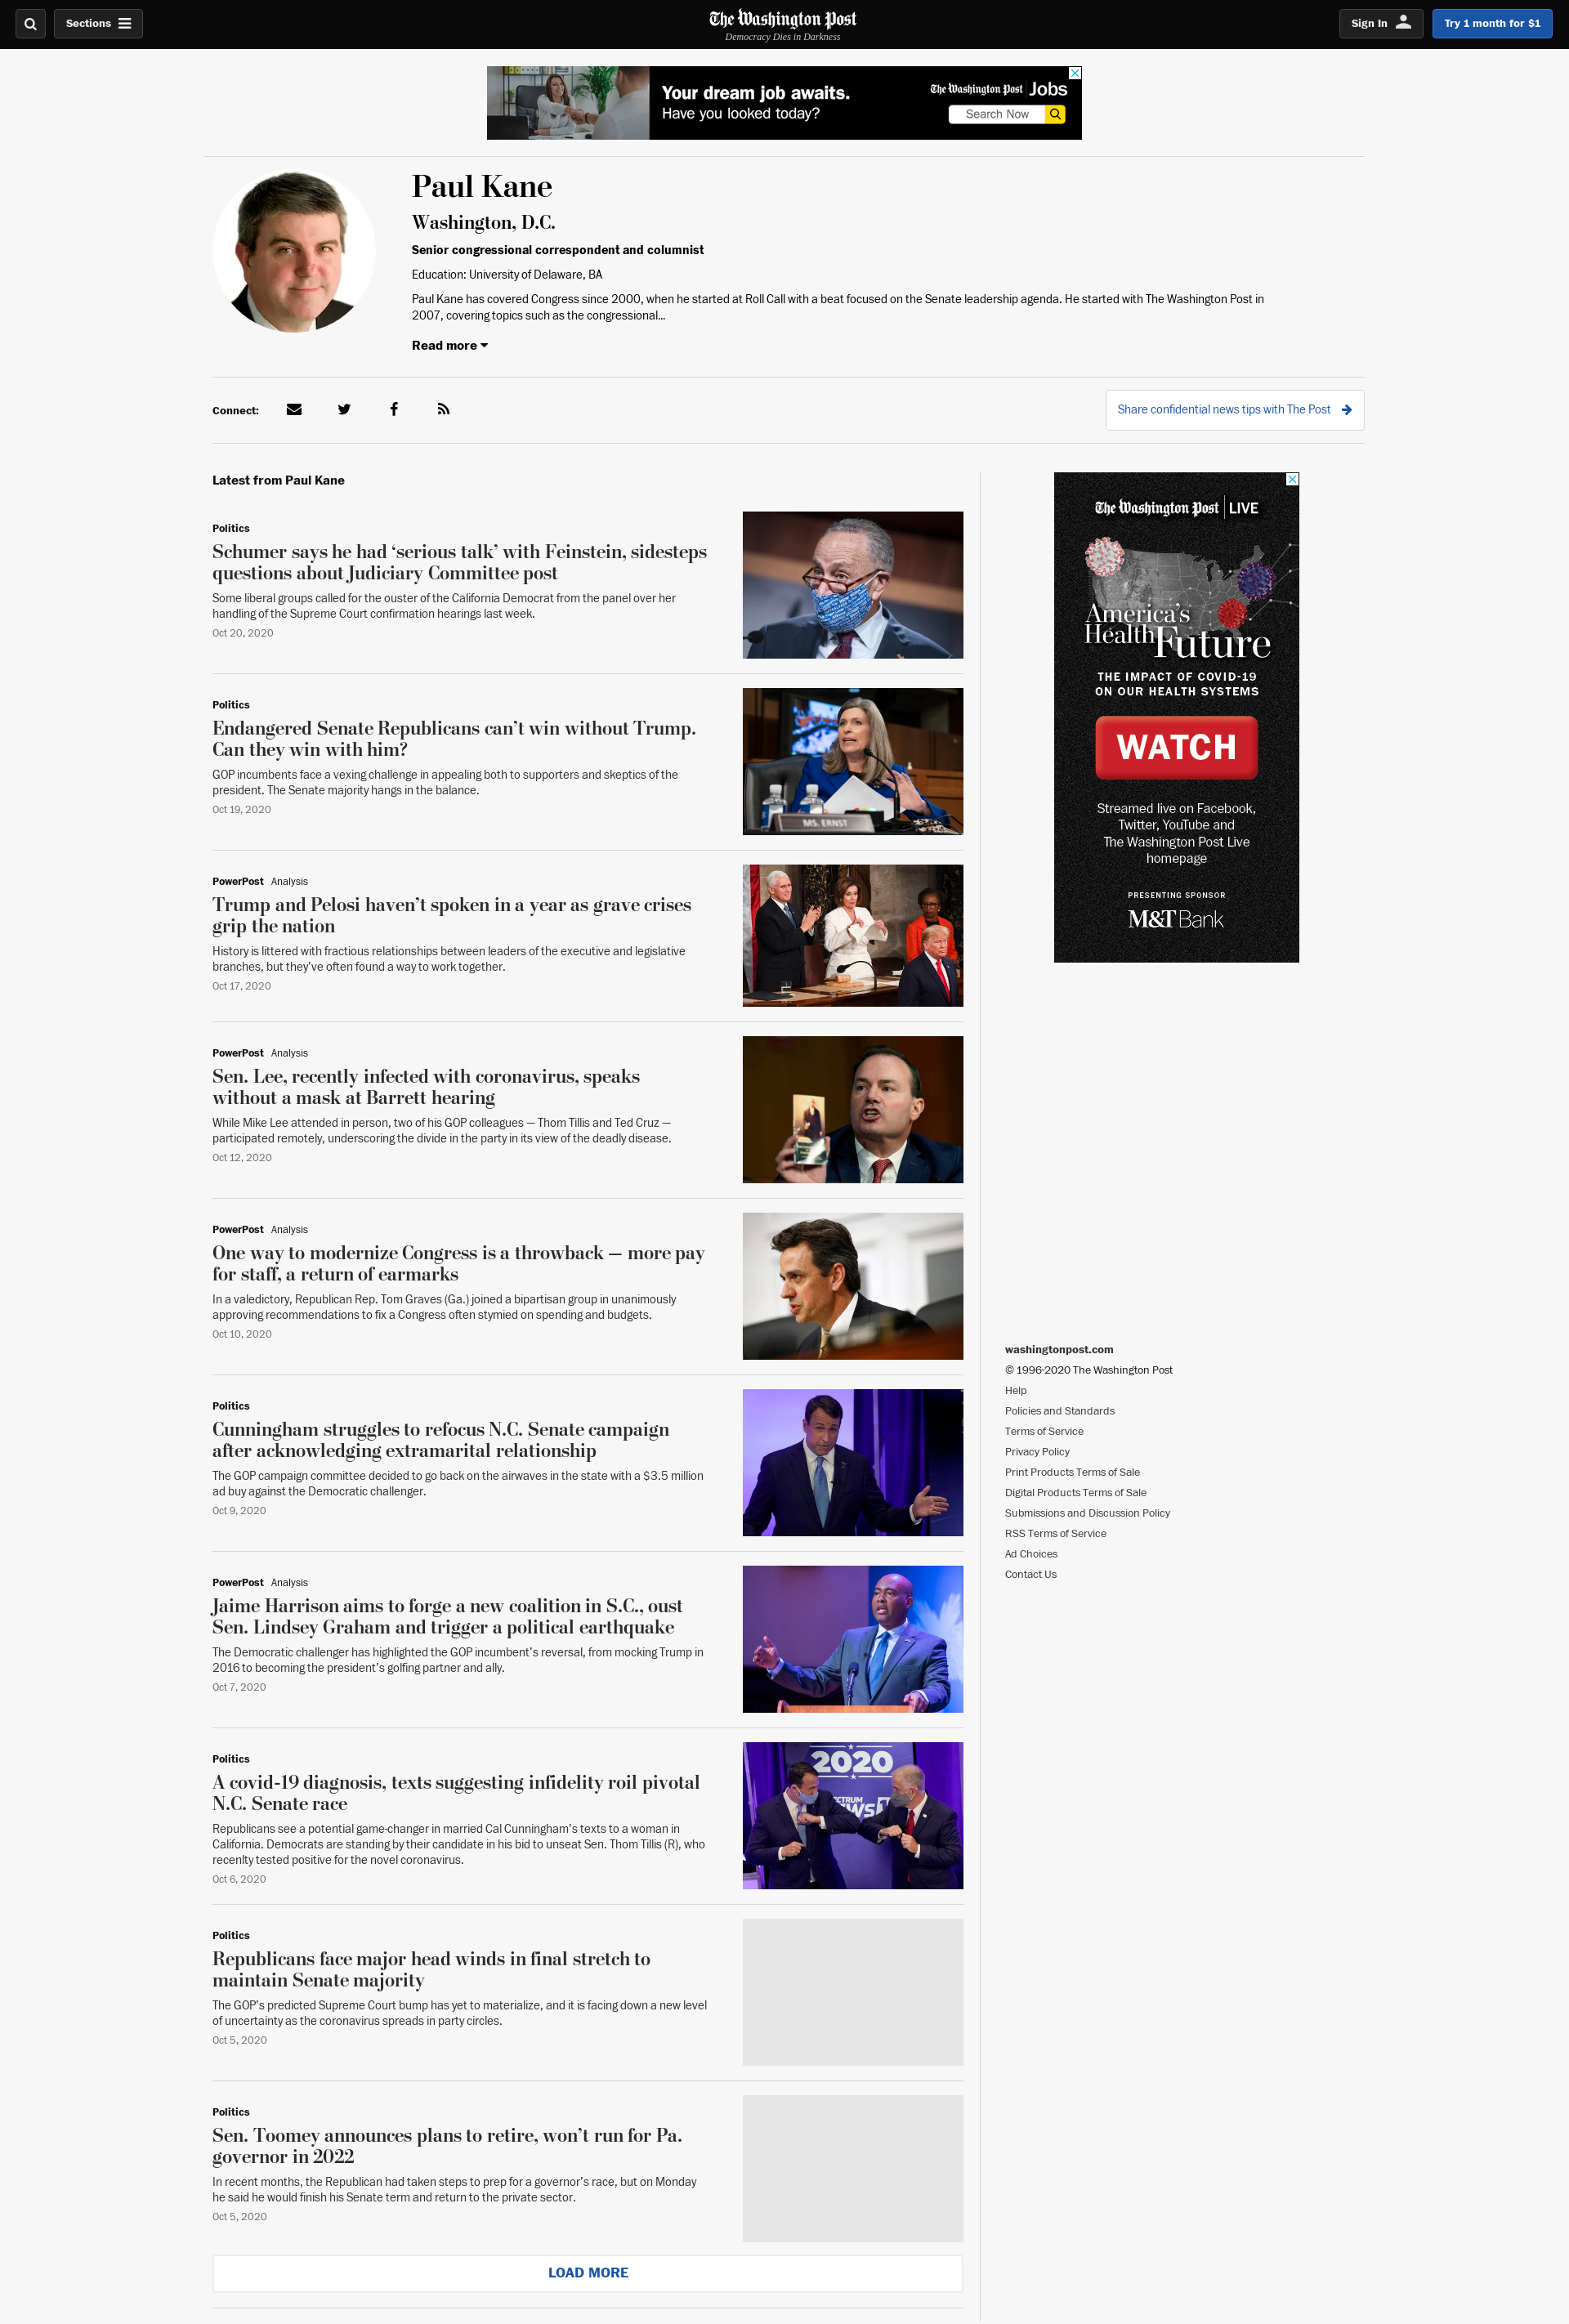 Sections
The Washington Post
Democracy Dies in Darkness
Sign In
Try 1 month for $1
Your dream job awaits.
Have you looked today?
The Washington Post Jobs
Search Now
Paul Kane
Washington, D.C.
Senior congressional correspondent and columnist
Education: University of Delaware, BA
Paul Kane has covered Congress since 2000, when he started at Roll Call with a beat focused on the Senate leadership agenda. He started with The Washington Post in
2007, covering topics such as the congressional...
Read more
Connect:
Share confidential news tips with The Post
Latest from Paul Kane
Politics
Schumer says he had ‘serious talk’ with Feinstein, sidesteps
questions about Judiciary Committee post
Some liberal groups called for the ouster of the California Democrat from the panel over her
handling of the Supreme Court confirmation hearings last week.
Oct 20, 2020
Politics
Endangered Senate Republicans can’t win without Trump.
Can they win with him?
GOP incumbents face a vexing challenge in appealing both to supporters and skeptics of the
president. The Senate majority hangs in the balance.
Oct 19, 2020
MS. ERNST
PowerPost Analysis
Trump and Pelosi haven’t spoken in a year as grave crises
grip the nation
History is littered with fractious relationships between leaders of the executive and legislative
branches, but they’ve often found a way to work together.
Oct 17, 2020
PowerPost Analysis
Sen. Lee, recently infected with coronavirus, speaks
without a mask at Barrett hearing
While Mike Lee attended in person, two of his GOP colleagues — Thom Tillis and Ted Cruz —
participated remotely, underscoring the divide in the party in its view of the deadly disease.
Oct 12, 2020
PowerPost Analysis
One way to modernize Congress is a throwback — more pay
for staff, a return of earmarks
In a valedictory, Republican Rep. Tom Graves (Ga.) joined a bipartisan group in unanimously
approving recommendations to fix a Congress often stymied on spending and budgets.
Oct 10, 2020
Politics
Cunningham struggles to refocus N.C. Senate campaign
after acknowledging extramarital relationship
The GOP campaign committee decided to go back on the airwaves in the state with a $3.5 million
ad buy against the Democratic challenger.
Oct 9, 2020
PowerPost Analysis
Jaime Harrison aims to forge a new coalition in S.C., oust
Sen. Lindsey Graham and trigger a political earthquake
The Democratic challenger has highlighted the GOP incumbent’s reversal, from mocking Trump in
2016 to becoming the president’s golfing partner and ally.
Oct 7, 2020
Politics
A covid-19 diagnosis, texts suggesting infidelity roil pivotal
N.C. Senate race
Republicans see a potential game-changer in married Cal Cunningham’s texts to a woman in
California. Democrats are standing by their candidate in his bid to unseat Sen. Thom Tillis (R), who
recenlty tested positive for the novel coronavirus.
Oct 6, 2020
2020
Politics
Republicans face major head winds in final stretch to
maintain Senate majority
The GOP’s predicted Supreme Court bump has yet to materialize, and it is facing down a new level
of uncertainty as the coronavirus spreads in party circles.
Oct 5, 2020
Politics
Sen. Toomey announces plans to retire, won’t run for Pa.
governor in 2022
In recent months, the Republican had taken steps to prep for a governor’s race, but on Monday
he said he would finish his Senate term and return to the private sector.
Oct 5, 2020
LOAD MORE
The Washington Post LIVE
America's
Health Future
THE IMPACT OF COVID-19
ON OUR HEALTH SYSTEMS
WATCH
Streamed live on Facebook,
Twitter, YouTube and
The Washington Post Live
homepage
PRESENTING SPONSOR
M&T Bank
washingtonpost.com
© 1996-2020 The Washington Post
Help
Policies and Standards
Terms of Service
Privacy Policy
Print Products Terms of Sale
Digital Products Terms of Sale
Submissions and Discussion Policy
RSS Terms of Service
Ad Choices
Contact Us